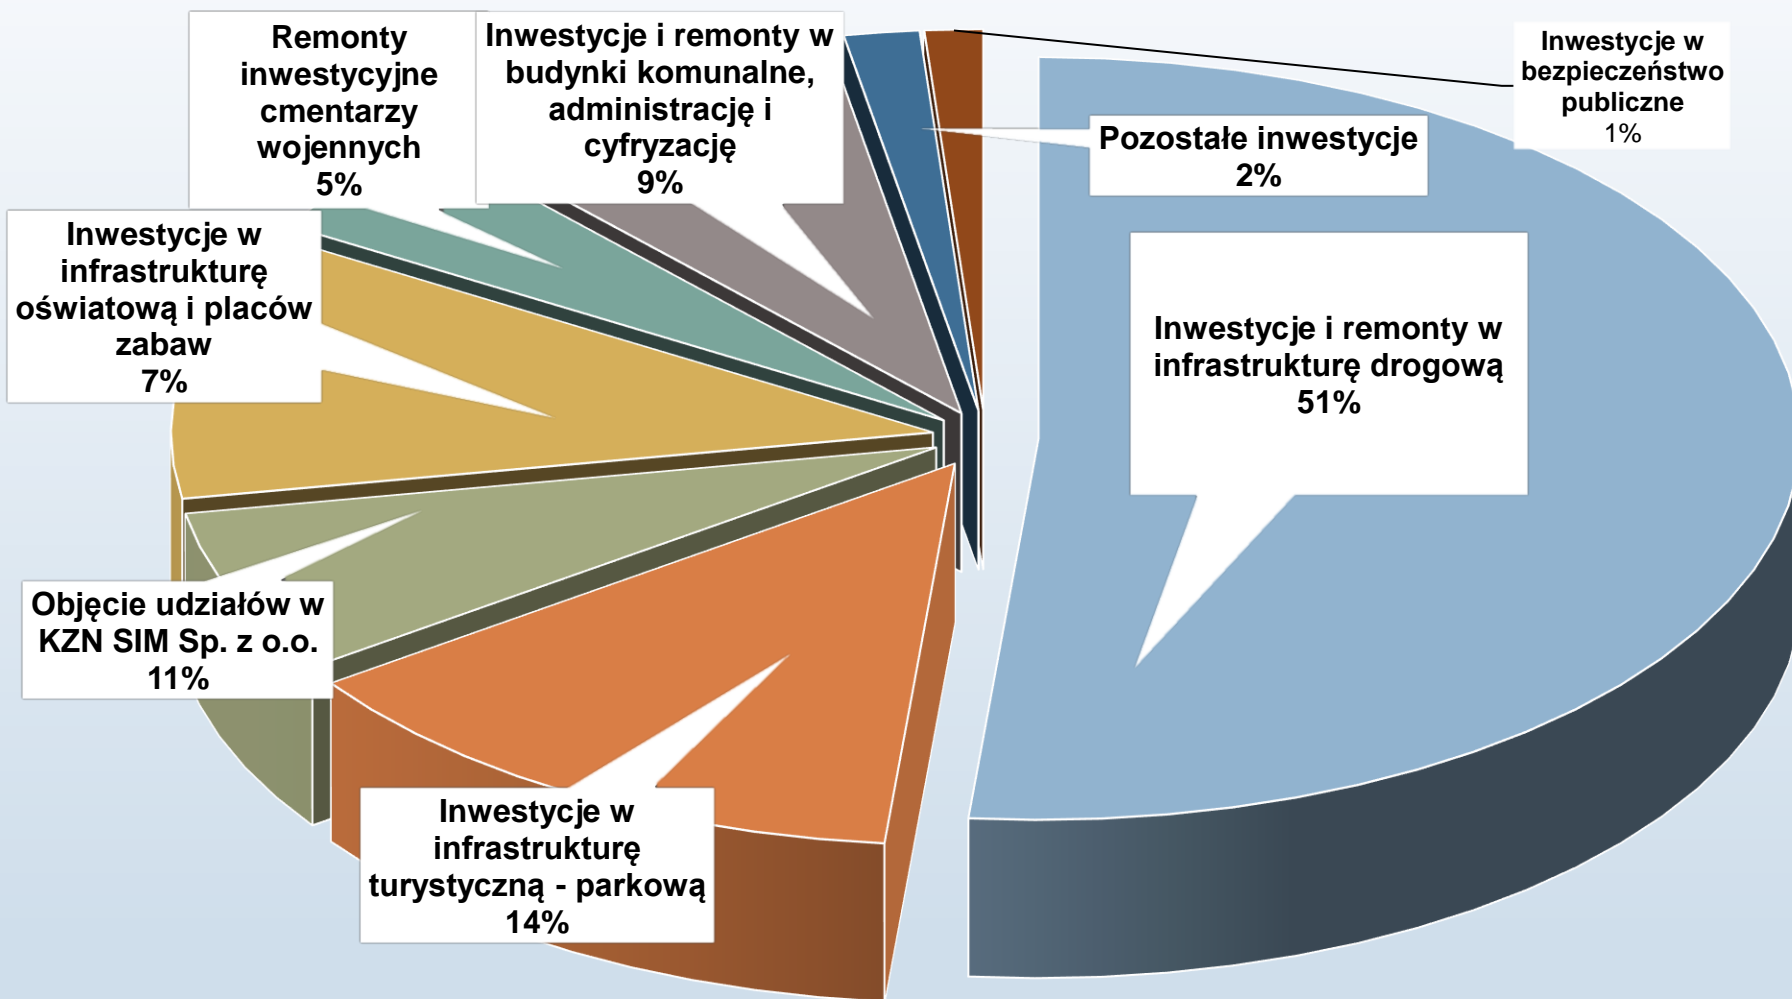 Remonty
inwestycyjne
cmentarzy
wojennych
5%
Inwestycje i remonty w
budynki komunalne,
administrację i
cyfryzację
9%
Inwestycje w
bezpieczeństwo
publiczne
1%
Pozostałe inwestycje
2%
Inwestycje w
infrastrukturę
oświatową i placów
zabaw
7%
Inwestycje i remonty w
infrastrukturę drogową
51%
Objęcie udziałów w
KZN SIM Sp. z o.o.
11%
Inwestycje w
infrastrukturę
turystyczną - parkową
14%